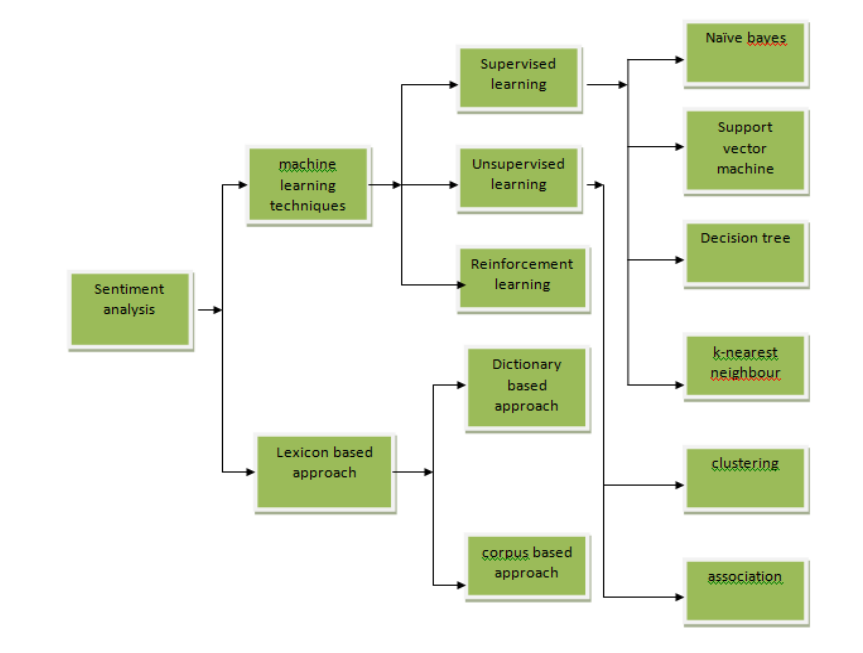 Sentiment
analysis
machine
learning
techniques
Lexicon based
approach
Supervised
learning
Unsupervised
learning
Reinforcement
learning
Dictionary
based
approach
corpus based
approach
Naïve bayes
Support
vector
machine
Decision tree
k-nearest
neighbour
clustering
association